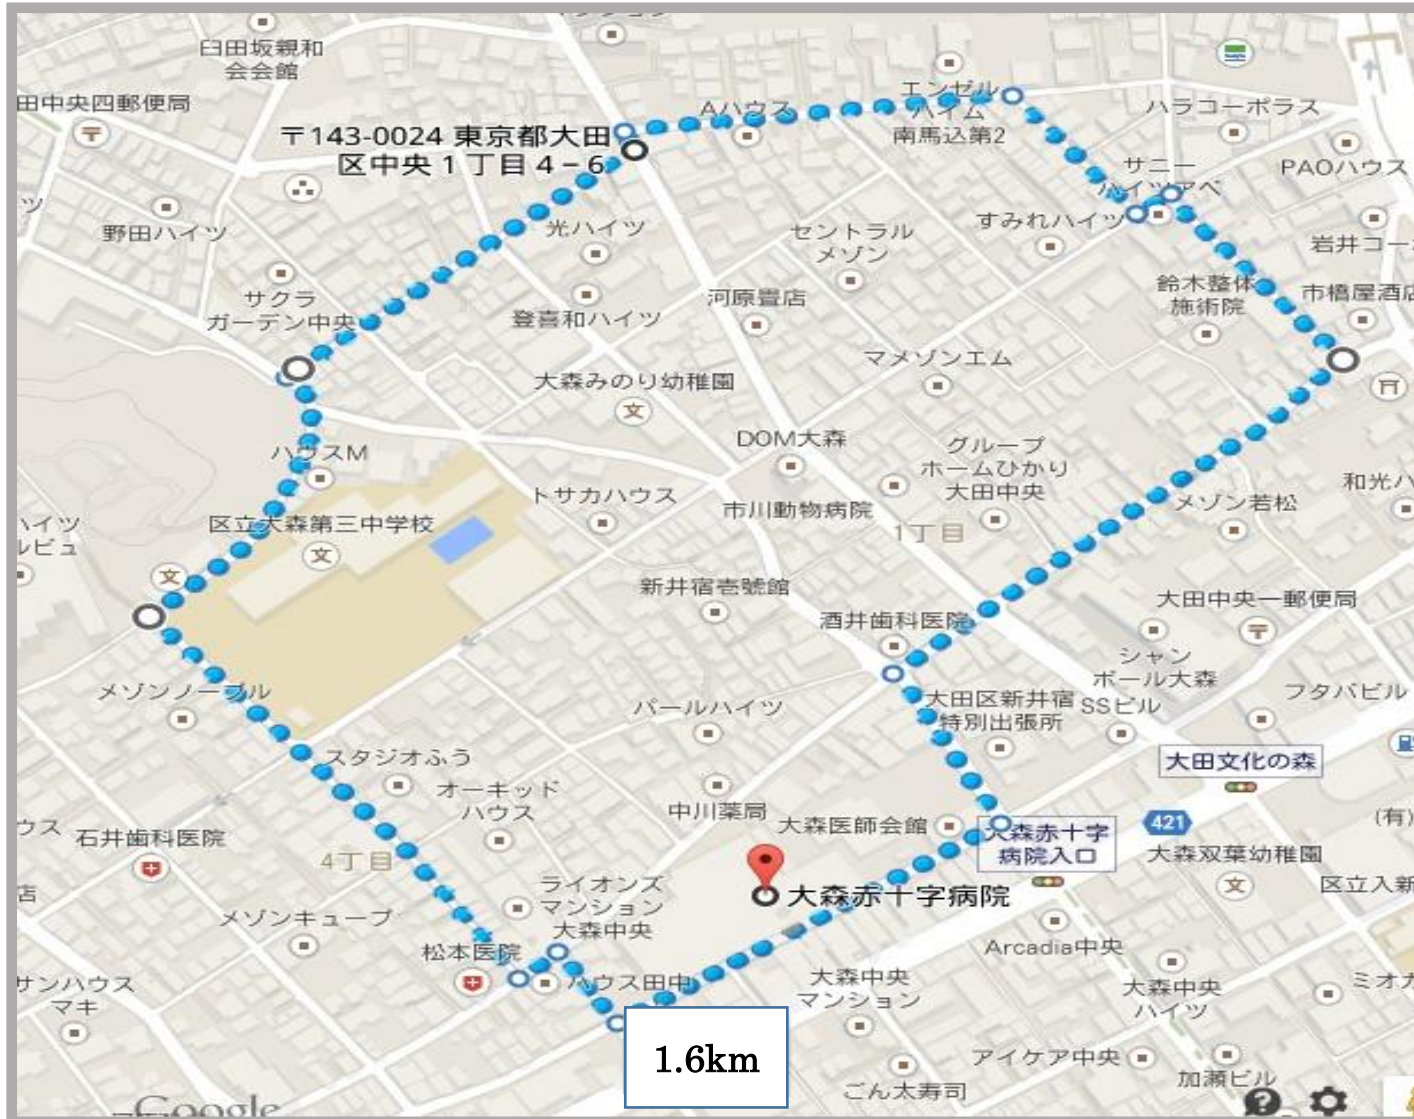 臼田坂親和
会会館
田中央四郵便局
〒143-0024 東京都大田
区中央1丁目4-6
Aハウス
エンゼル
ハイム
南馬込第2
ハラコーポラス
サニー
ハイツアベ
PAOハウス
野田ハイツ
光ハイツ
すみれハイツ
セントラル
メゾン
岩井コー
サクラ
ガーデン中央
登喜和ハイツ
河原畳店
鈴木整体
施術院
市橋屋酒店
マメゾンエム
大森みのり幼稚園
DOM大森
グループ
ホームひかり
大田中央
ハウスM
トサカハウス
市川動物病院
1丁目
メゾン若松
和光ハ
ハイツ
ルビュ
区立大森第三中学校
新井宿壱號館
酒井歯科医院
大田中央一郵便局
シャン
ボール大森
メゾンノーブル
パールハイツ
大田区新井宿
特別出張所
SSビル
フタバビル
大田文化の森
スタジオふう
オーキッド
ハウス
中川薬局
大森医師会館
大森赤十字
病院入口
421
(有)
大森双葉幼稚園
ウス
石井歯科医院
4丁目
ライオンズ
マンション
大森中央
大森赤十字病院
区立入新
店
メゾンキューブ
松本医院
ハウス田中
Arcadia中央
大森中央
マンション
大森中央
ハイツ
ミオカ
サンハウス
マキ
1.6km
アイケア中央
加瀬ビル
ごん太寿司
Google